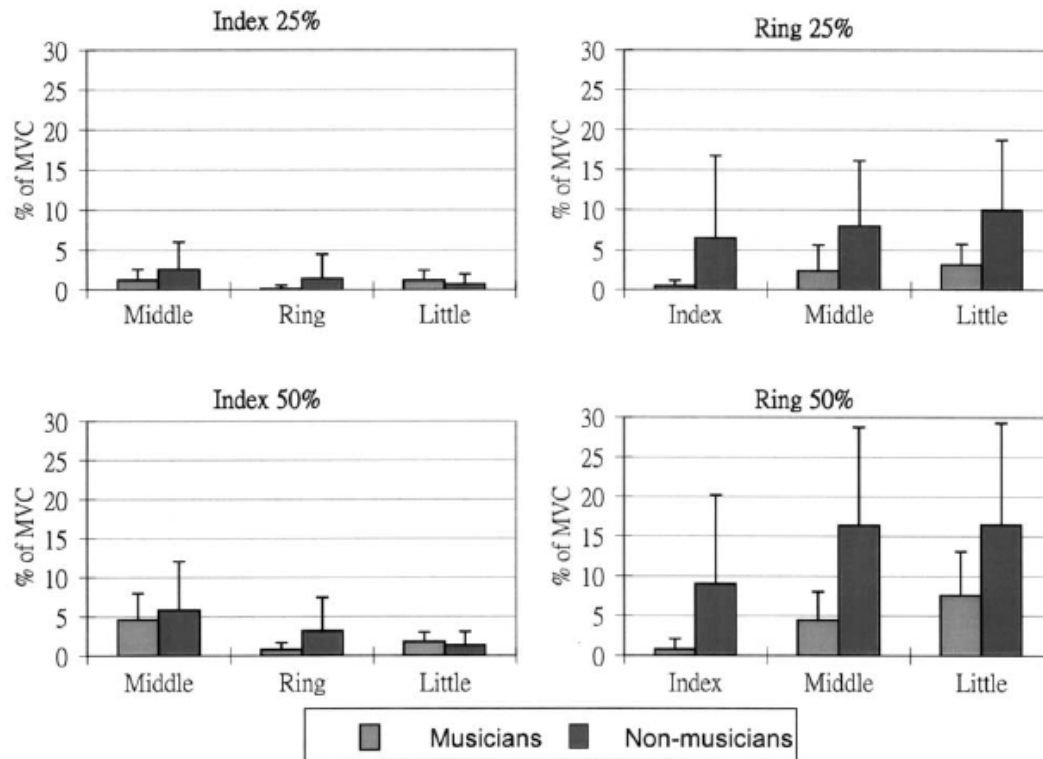 Index 25%
% of MVC
30
25
20
15
10
5
0
Middle Ring Little
Ring 25%
% of MVC
30
25
20
15
10
5
0
Index Middle Little
Index 50%
% of MVC
30
25
20
15
10
5
0
Middle Ring Little
Ring 50%
% of MVC
30
25
20
15
10
5
0
Index Middle Little
Musicians Non-musicians